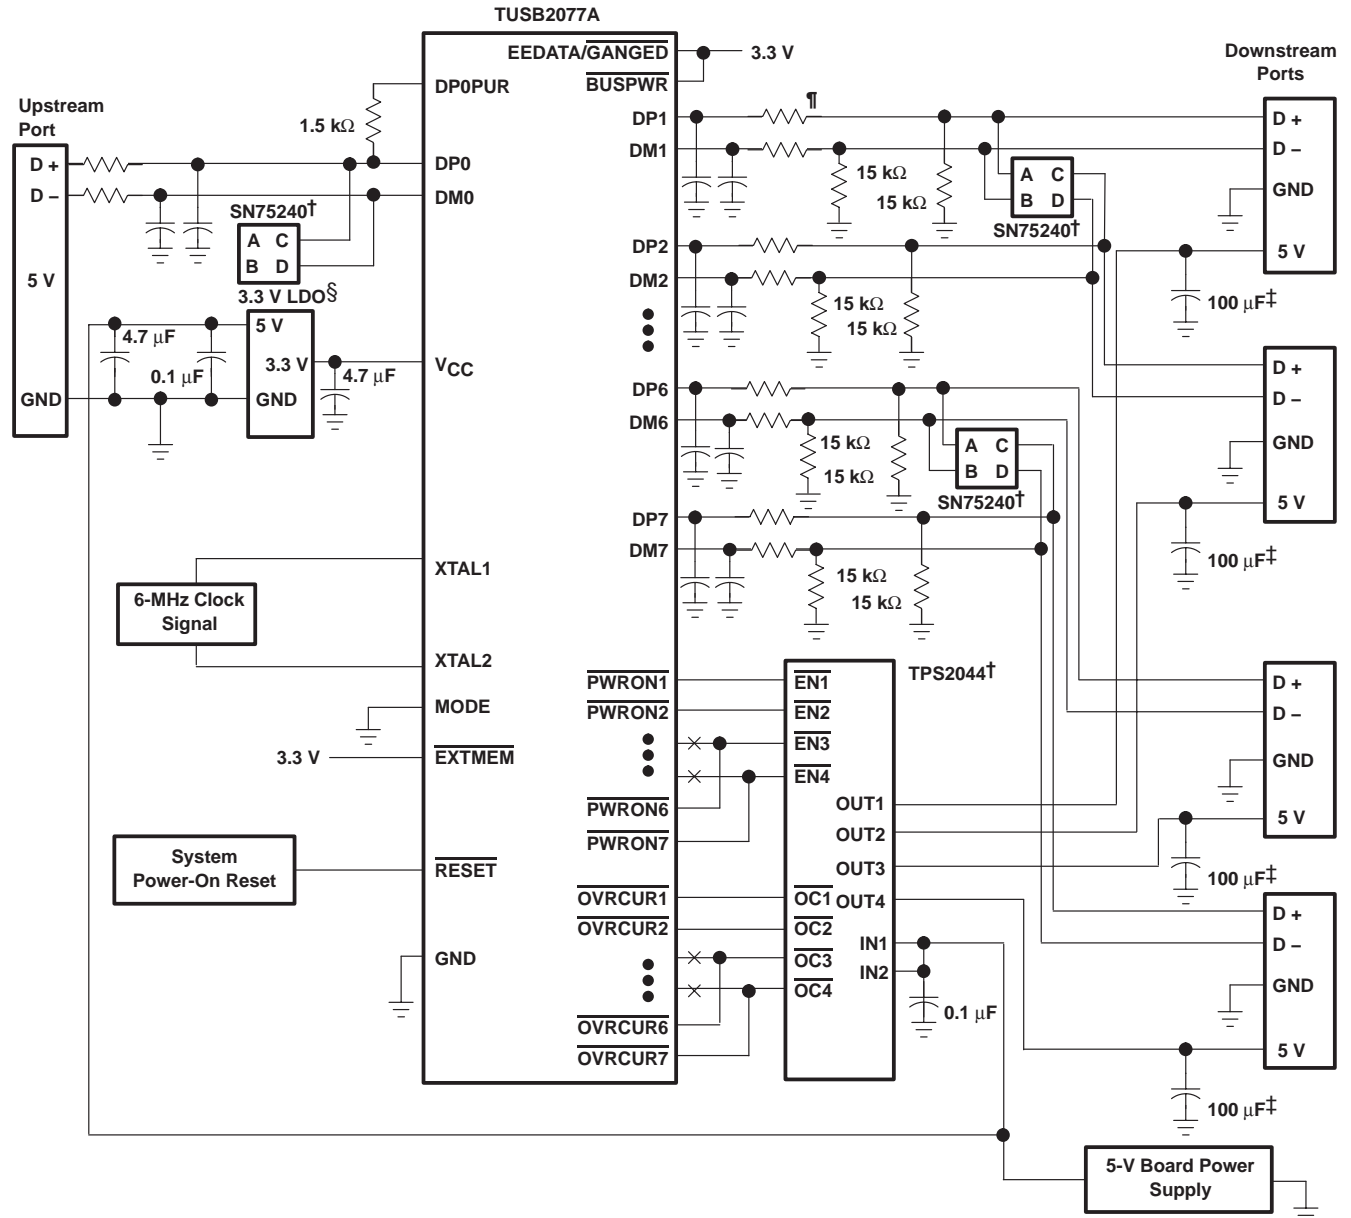 TUSB2077A
EEDATA/GANGED
3.3 V
BUSPWR
DP0PUR
1.5 kΩ
Upstream
Port
D +
DP0
D –
DM0
SN75240†
A C
B D
5 V
3.3 V LDO§
5 V
4.7 µF
3.3 V
0.1 µF
4.7 µF
VCC
GND
GND
XTAL1
6-MHz Clock
Signal
XTAL2
MODE
3.3 V
EXTMEM
System
Power-On Reset
RESET
GND
DP1
¶
DM1
15 kΩ
15 kΩ
A C
B D
SN75240†
DP2
DM2
15 kΩ
15 kΩ
DP6
DM6
15 kΩ
15 kΩ
A C
B D
SN75240†
DP7
DM7
15 kΩ
15 kΩ
PWRON1
PWRON2
PWRON6
PWRON7
OVRCUR1
OVRCUR2
OVRCUR6
OVRCUR7
TPS2044†
EN1
EN2
EN3
EN4
OUT1
OUT2
OUT3
OC1
OUT4
OC2
IN1
OC3
IN2
OC4
0.1 µF
Downstream
Ports
D +
D –
GND
5 V
100 µF‡
D +
D –
GND
5 V
100 µF‡
D +
D –
GND
5 V
100 µF‡
D +
D –
GND
5 V
100 µF‡
5-V Board Power
Supply